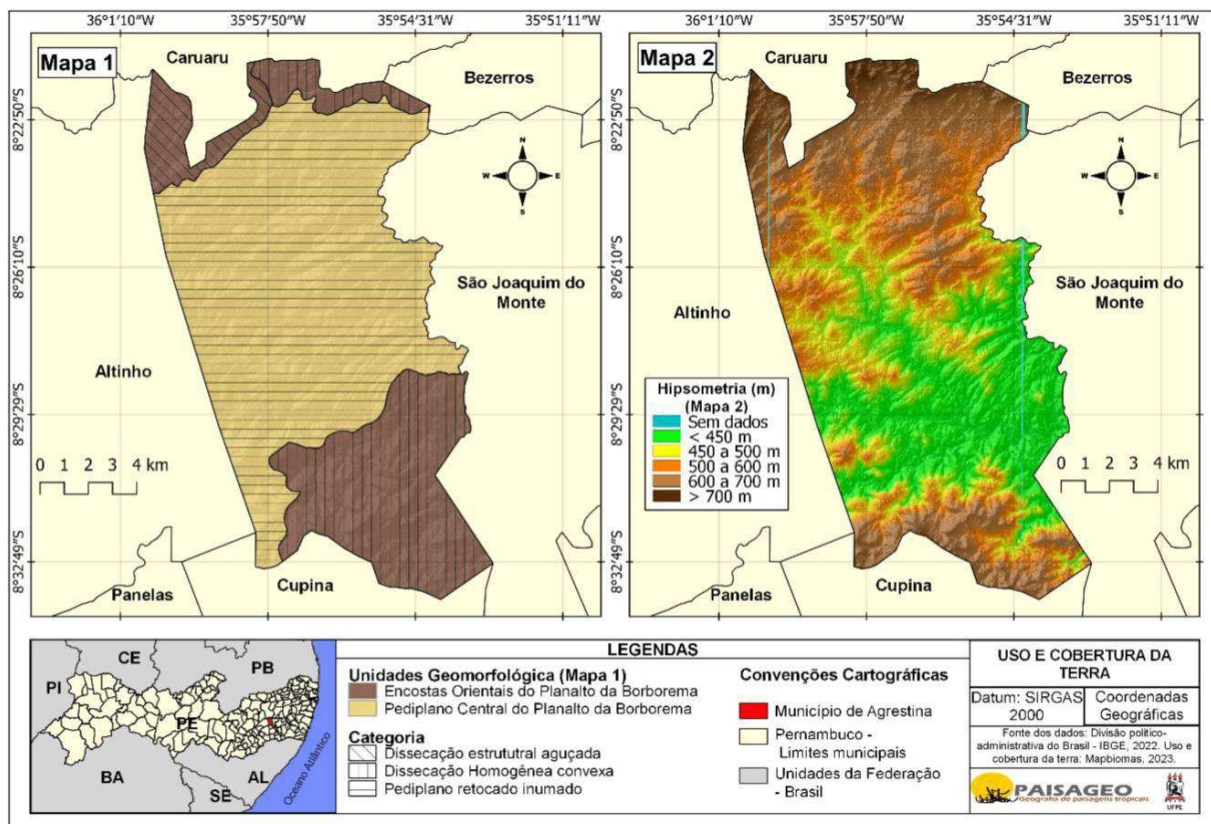 36°1'10"W 35°57'50"W 35°54'31"W 35°51'11"W
36°1'10"W 35°57'50"W 35°54'31"W 35°51'11"W
Mapa 1
Caruaru
Bezerros
8°22'50"S
N
W E
S
8°26'10"S
São Joaquim do
Monte
Altinho
8°29'29"S
0 1 2 3 4 km
8°32'49"S
Panelas
Cupina
Mapa 2
Caruaru
Bezerros
8°22'50"S
N
W E
S
8°26'10"S
São Joaquim do
Monte
Altinho
Hipsometria (m)
(Mapa 2)
Sem dados
< 450 m
450 a 500 m
500 a 600 m
600 a 700 m
> 700 m
8°29'29"S
0 1 2 3 4 km
8°32'49"S
Panelas
Cupina
CE
PB
PI
PE
BA
AL
SE
Oceano Atlântico
LEGENDAS
Unidades Geomorfológica (Mapa 1)
Encostas Orientais do Planalto da Borborema
Pediplano Central do Planalto da Borborema
Categoria
Dissecação estrututral aguçada
Dissecação Homogênea convexa
Pediplano retocado inumado
Convenções Cartográficas
Município de Agrestina
Pernambuco -
Limites municipais
Unidades da Federação
- Brasil
USO E COBERTURA DA
TERRA
Datum: SIRGAS
2000
Coordenadas
Geográficas
Fonte dos dados: Divisão político-
administrativa do Brasil - IBGE, 2022. Uso e
cobertura da terra: Mapbiomas, 2023.
PAISAGEO
Geografia de paisagens tropicais
UFPE